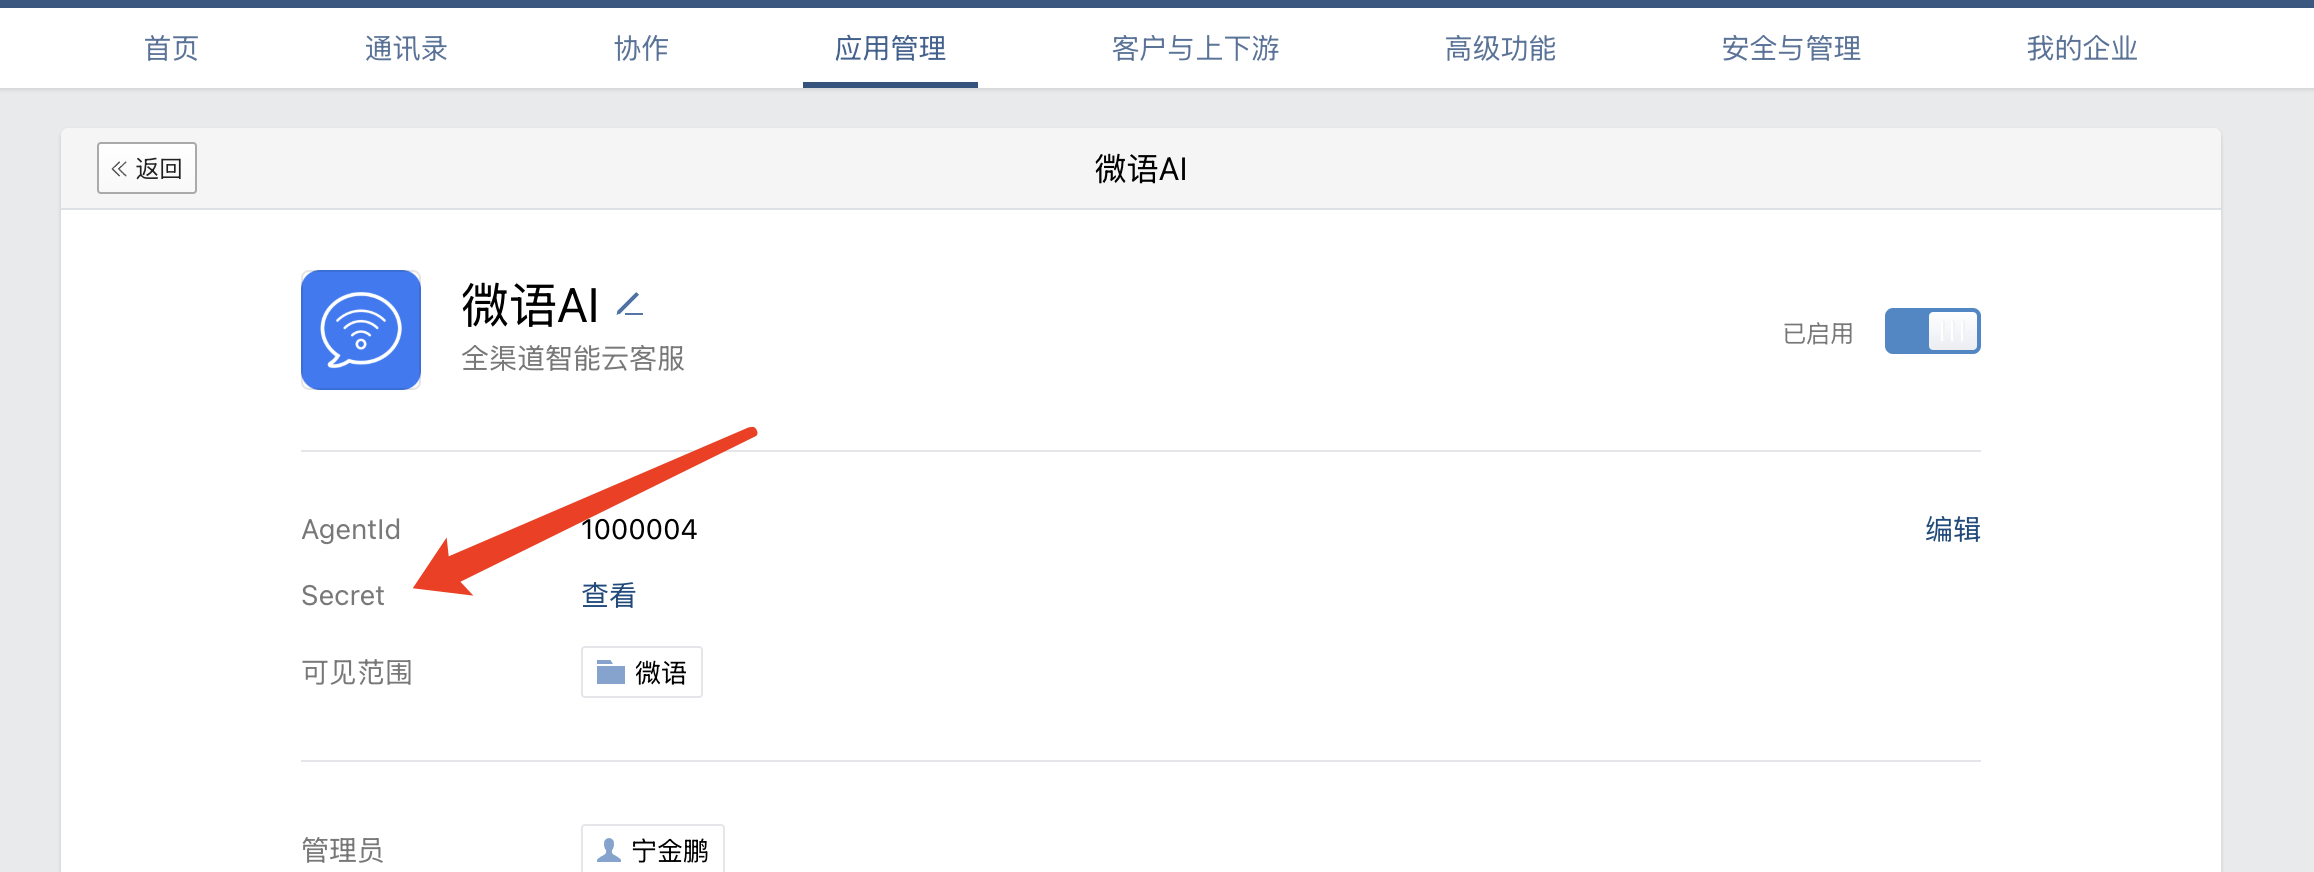 首页 通讯录 协作 应用管理 客户与上下游 高级功能 安全与管理 我的企业
返回 微语AI
微语AI
全渠道智能云客服
已启用
AgentId 1000004 编辑
Secret 查看
可见范围 微语
管理员 宁金鹏